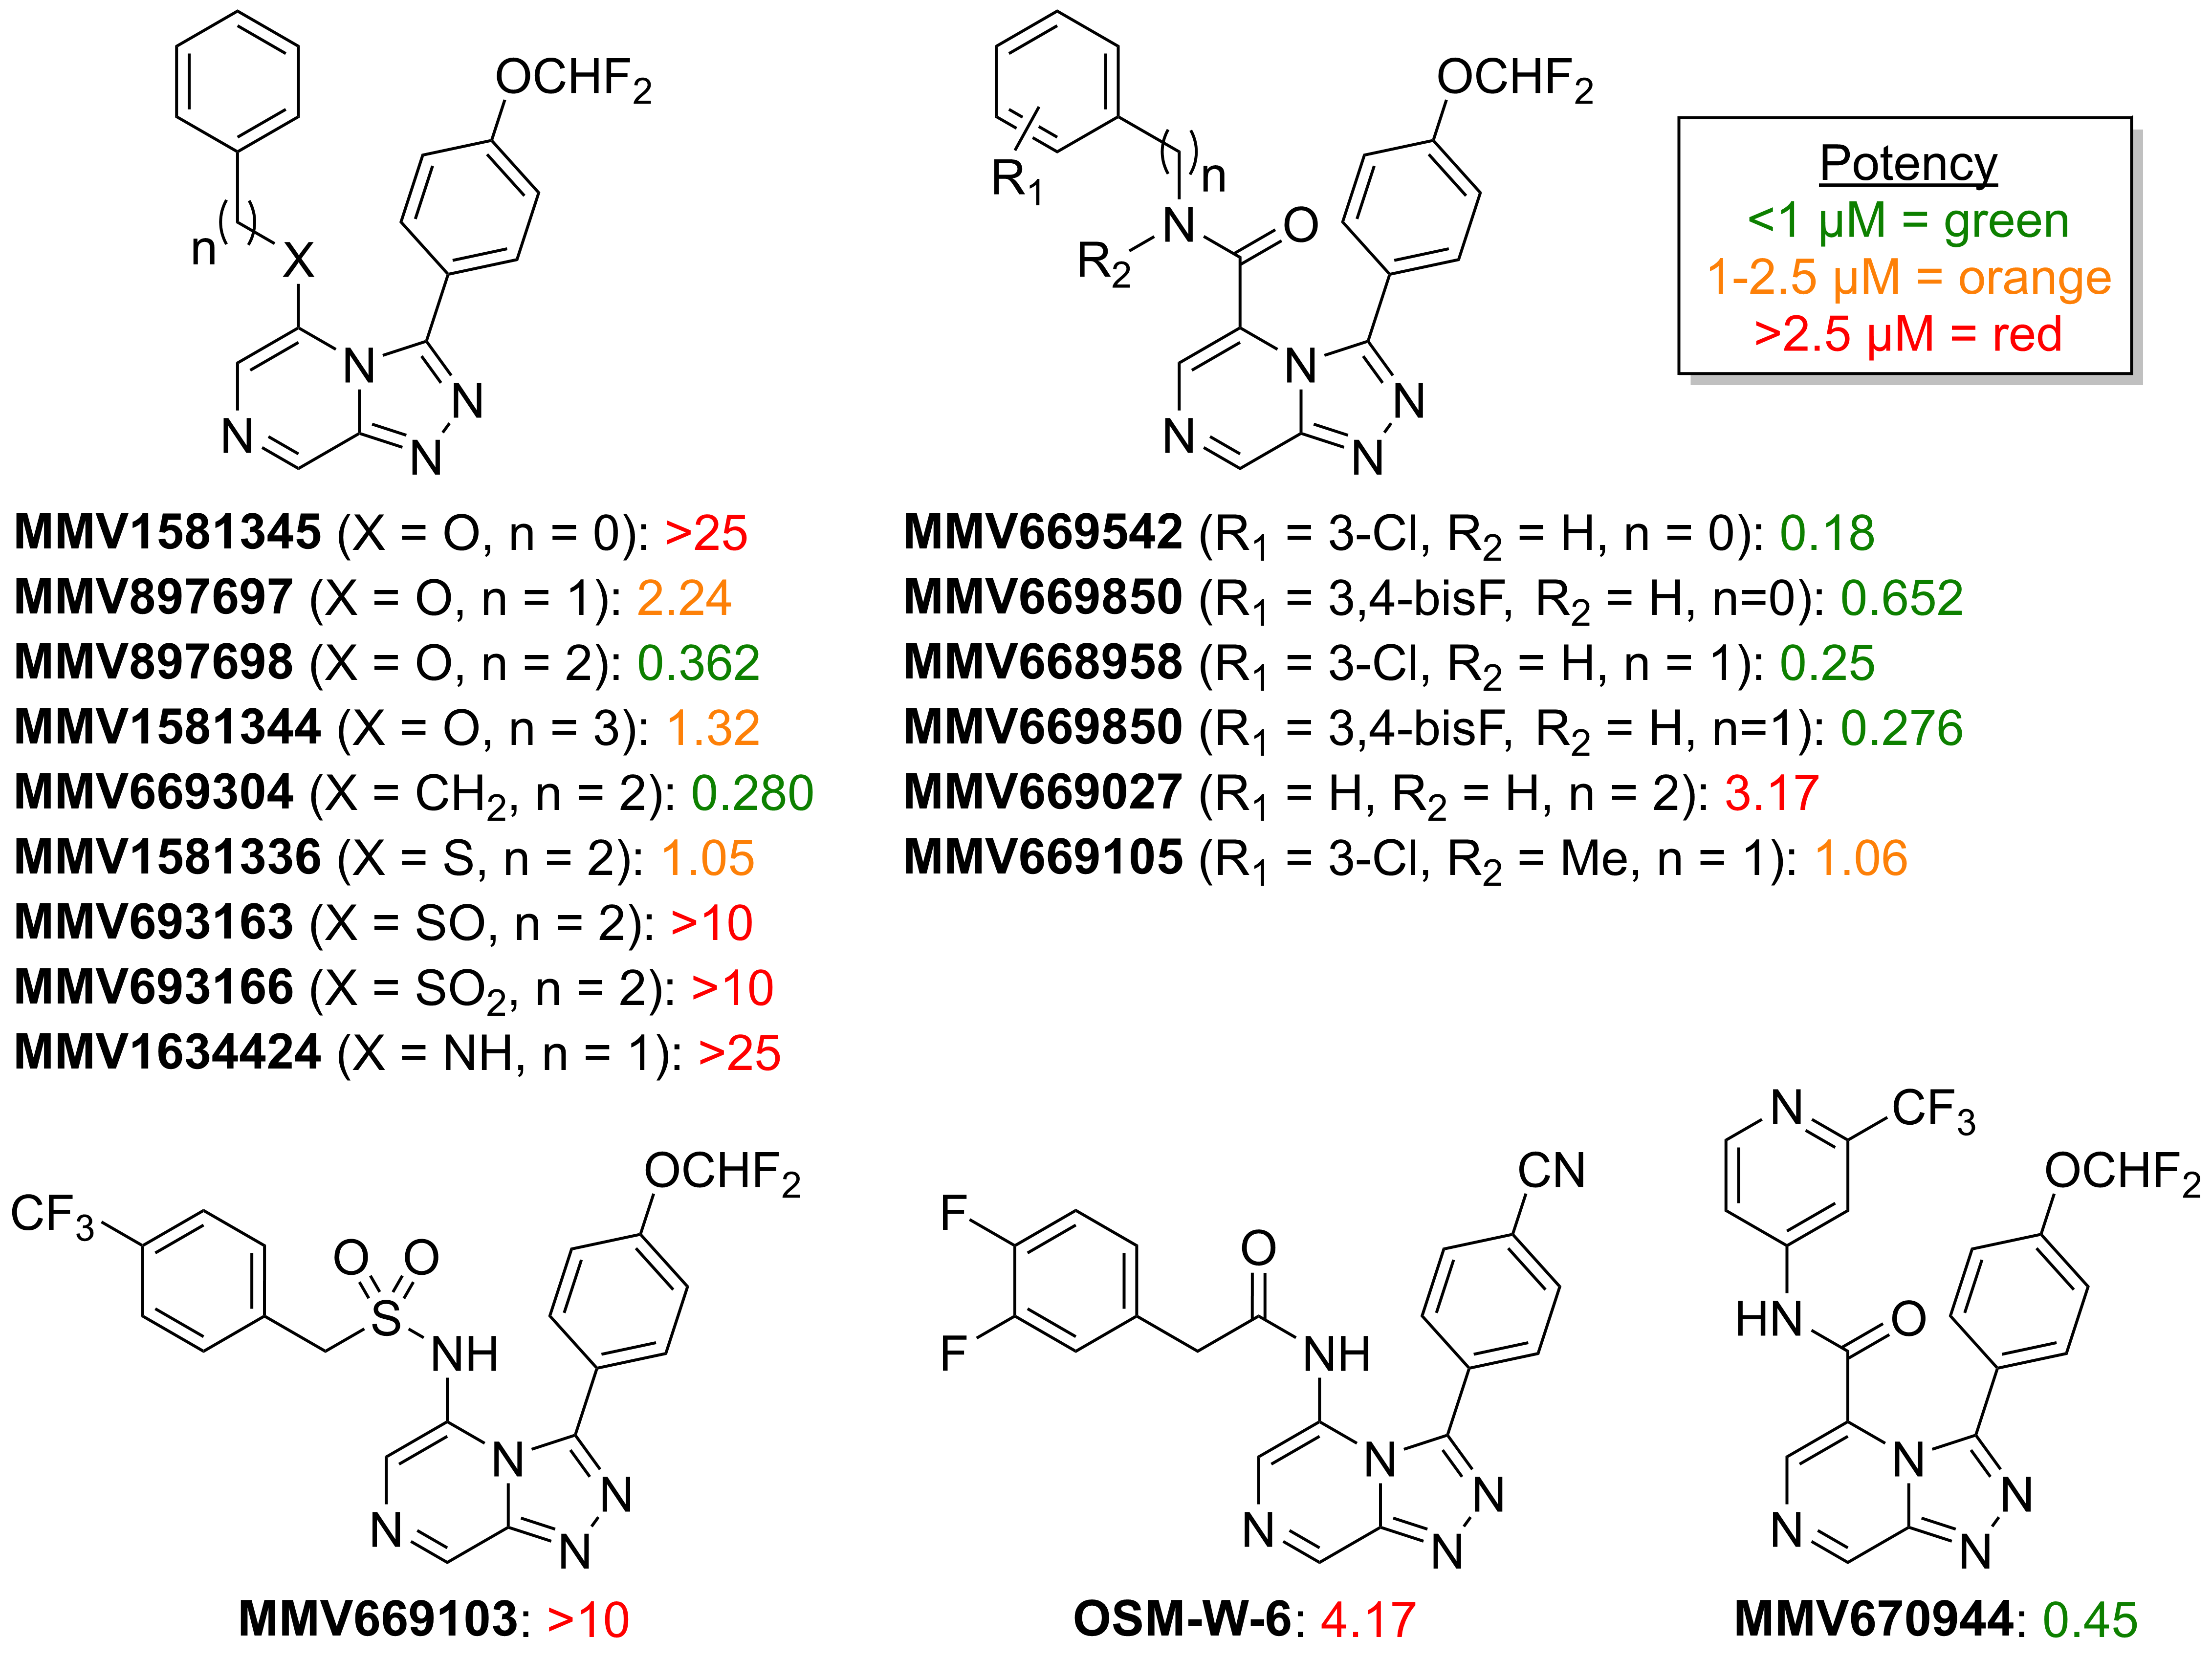 OCHF2
n
X
N
N
N
N
OCHF2
R1
n
N
O
R2
N
N
N
N
Potency
<1 µM = green
1-2.5 µM = orange
>2.5 µM = red
MMV1581345 (X = O, n = 0): >25
MMV897697 (X = O, n = 1): 2.24
MMV897698 (X = O, n = 2): 0.362
MMV1581344 (X = O, n = 3): 1.32
MMV669304 (X = CH2, n = 2): 0.280
MMV1581336 (X = S, n = 2): 1.05
MMV693163 (X = SO, n = 2): >10
MMV693166 (X = SO2, n = 2): >10
MMV1634424 (X = NH, n = 1): >25
MMV669542 (R1 = 3-Cl, R2 = H, n = 0): 0.18
MMV669850 (R1 = 3,4-bisF, R2 = H, n=0): 0.652
MMV668958 (R1 = 3-Cl, R2 = H, n = 1): 0.25
MMV669850 (R1 = 3,4-bisF, R2 = H, n=1): 0.276
MMV669027 (R1 = H, R2 = H, n = 2): 3.17
MMV669105 (R1 = 3-Cl, R2 = Me, n = 1): 1.06
OCHF2
CF3
O O
S
NH
N
N
N
N
MMV669103: >10
CN
F
O
F
NH
N
N
N
N
OSM-W-6: 4.17
N
CF3
OCHF2
HN
O
N
N
N
N
MMV670944: 0.45